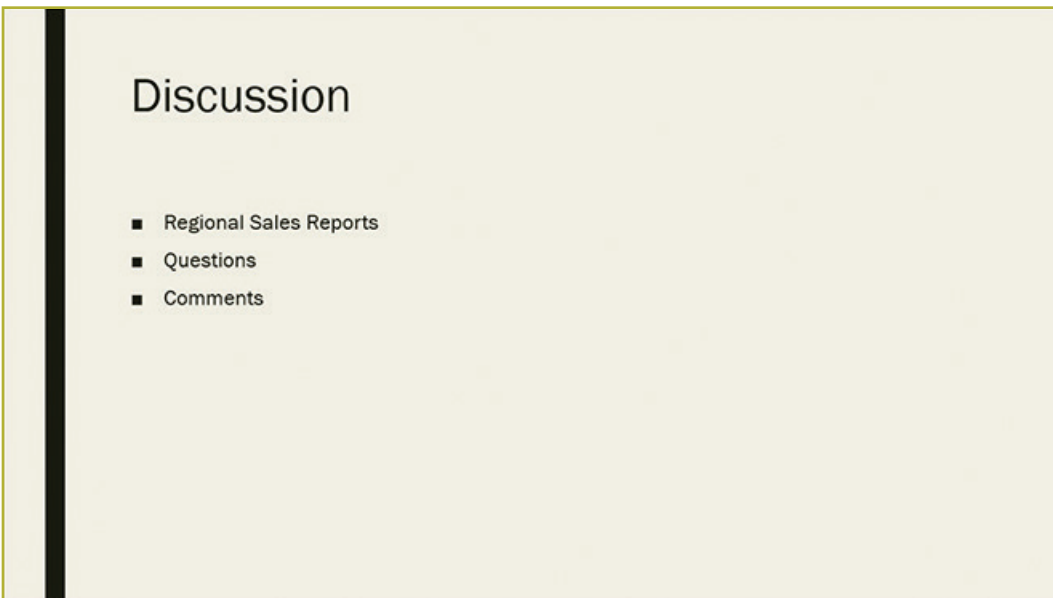 Discussion
■ Regional Sales Reports
■ Questions
■ Comments